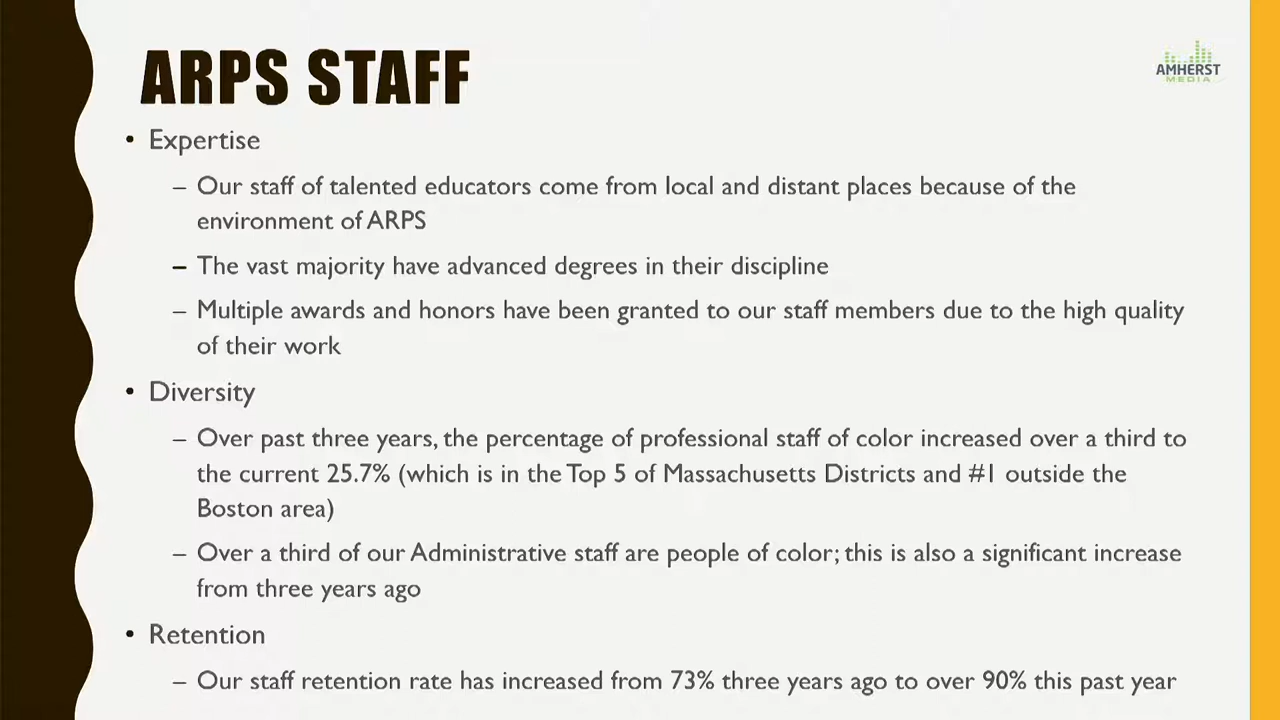 ARPS STAFF
AMHERST
MEDIA
• Expertise
– Our staff of talented educators come from local and distant places because of the
environment of ARPS
– The vast majority have advanced degrees in their discipline
– Multiple awards and honors have been granted to our staff members due to the high quality
of their work
• Diversity
– Over past three years, the percentage of professional staff of color increased over a third to
the current 25.7% (which is in the Top 5 of Massachusetts Districts and #1 outside the
Boston area)
– Over a third of our Administrative staff are people of color; this is also a significant increase
from three years ago
• Retention
– Our staff retention rate has increased from 73% three years ago to over 90% this past year